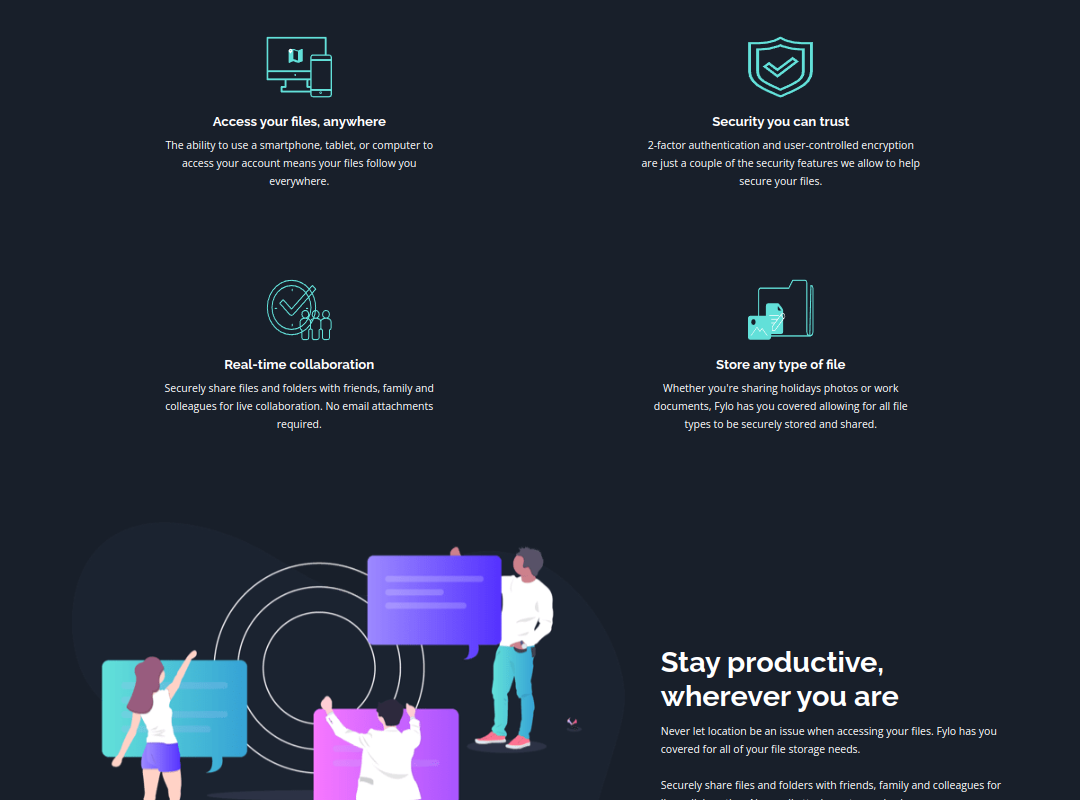 Access your files, anywhere
The ability to use a smartphone, tablet, or computer to
access your account means your files follow you
everywhere.
Security you can trust
2-factor authentication and user-controlled encryption
are just a couple of the security features we allow to help
secure your files.
Real-time collaboration
Securely share files and folders with friends, family and
colleagues for live collaboration. No email attachments
required.
Store any type of file
Whether you're sharing holidays photos or work
documents, Fylo has you covered allowing for all file
types to be securely stored and shared.
Stay productive,
wherever you are
Never let location be an issue when accessing your files. Fylo has you
covered for all of your file storage needs.
Securely share files and folders with friends, family and colleagues for